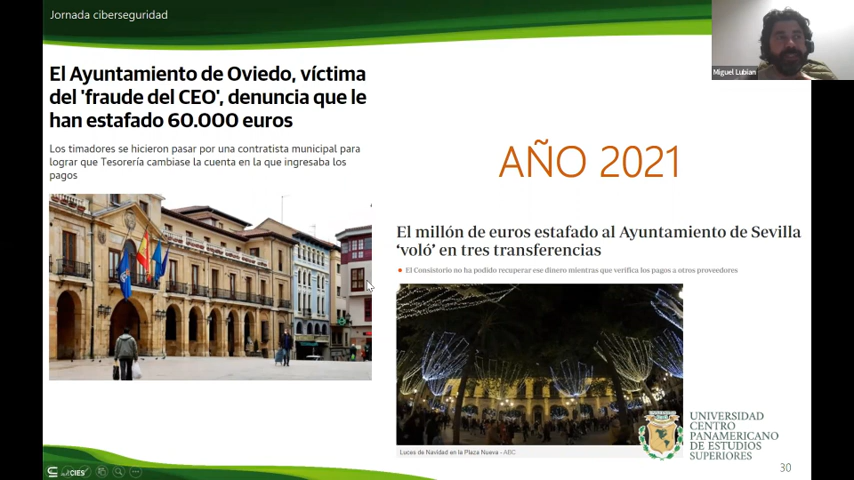 Jornada ciberseguridad
Miguel Lubian
El Ayuntamiento de Oviedo, víctima
del 'fraude del CEO', denuncia que le
han estafado 60.000 euros
Los timadores se hicieron pasar por una contratista municipal para
lograr que Tesorería cambiase la cuenta en la que ingresaba los
pagos
AÑO 2021
El millón de euros estafado al Ayuntamiento de Sevilla
‘voló’ en tres transferencias
El Consistorio no ha podido recuperar ese dinero mientras que verifica los pagos a otros proveedores
Luces de Navidad en la Plaza Nueva - ABC
UNIVERSIDAD
CENTRO
PANAMERICANO
DE ESTUDIOS
SUPERIORES
30